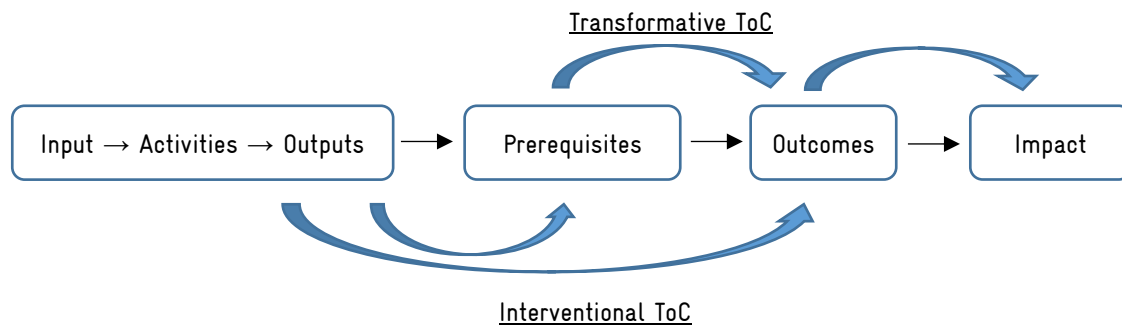 Transformative ToC
Input → Activities → Outputs
Prerequisites
Outcomes
Impact
Interventional ToC